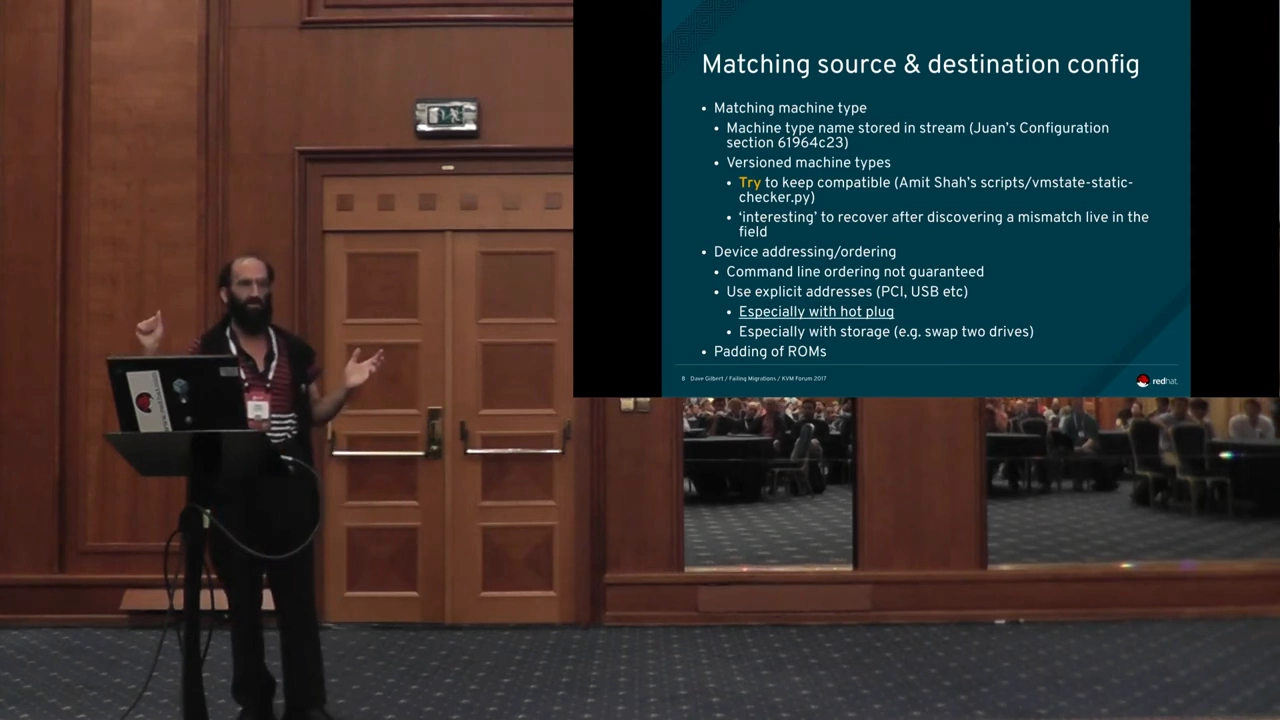 Matching source & destination config
• Matching machine type
• Machine type name stored in stream (Juan's Configuration
section 61964c23)
• Versioned machine types
• Try to keep compatible (Amit Shah's scripts/vmstate-static-
checker.py)
• 'interesting' to recover after discovering a mismatch live in the
field
• Device addressing/ordering
• Command line ordering not guaranteed
• Use explicit addresses (PCI, USB etc)
• Especially with hot plug
• Especially with storage (e.g. swap two drives)
• Padding of ROMs
8 Dave Gilbert / Failing Migrations / KVM Forum 2017
redhat.